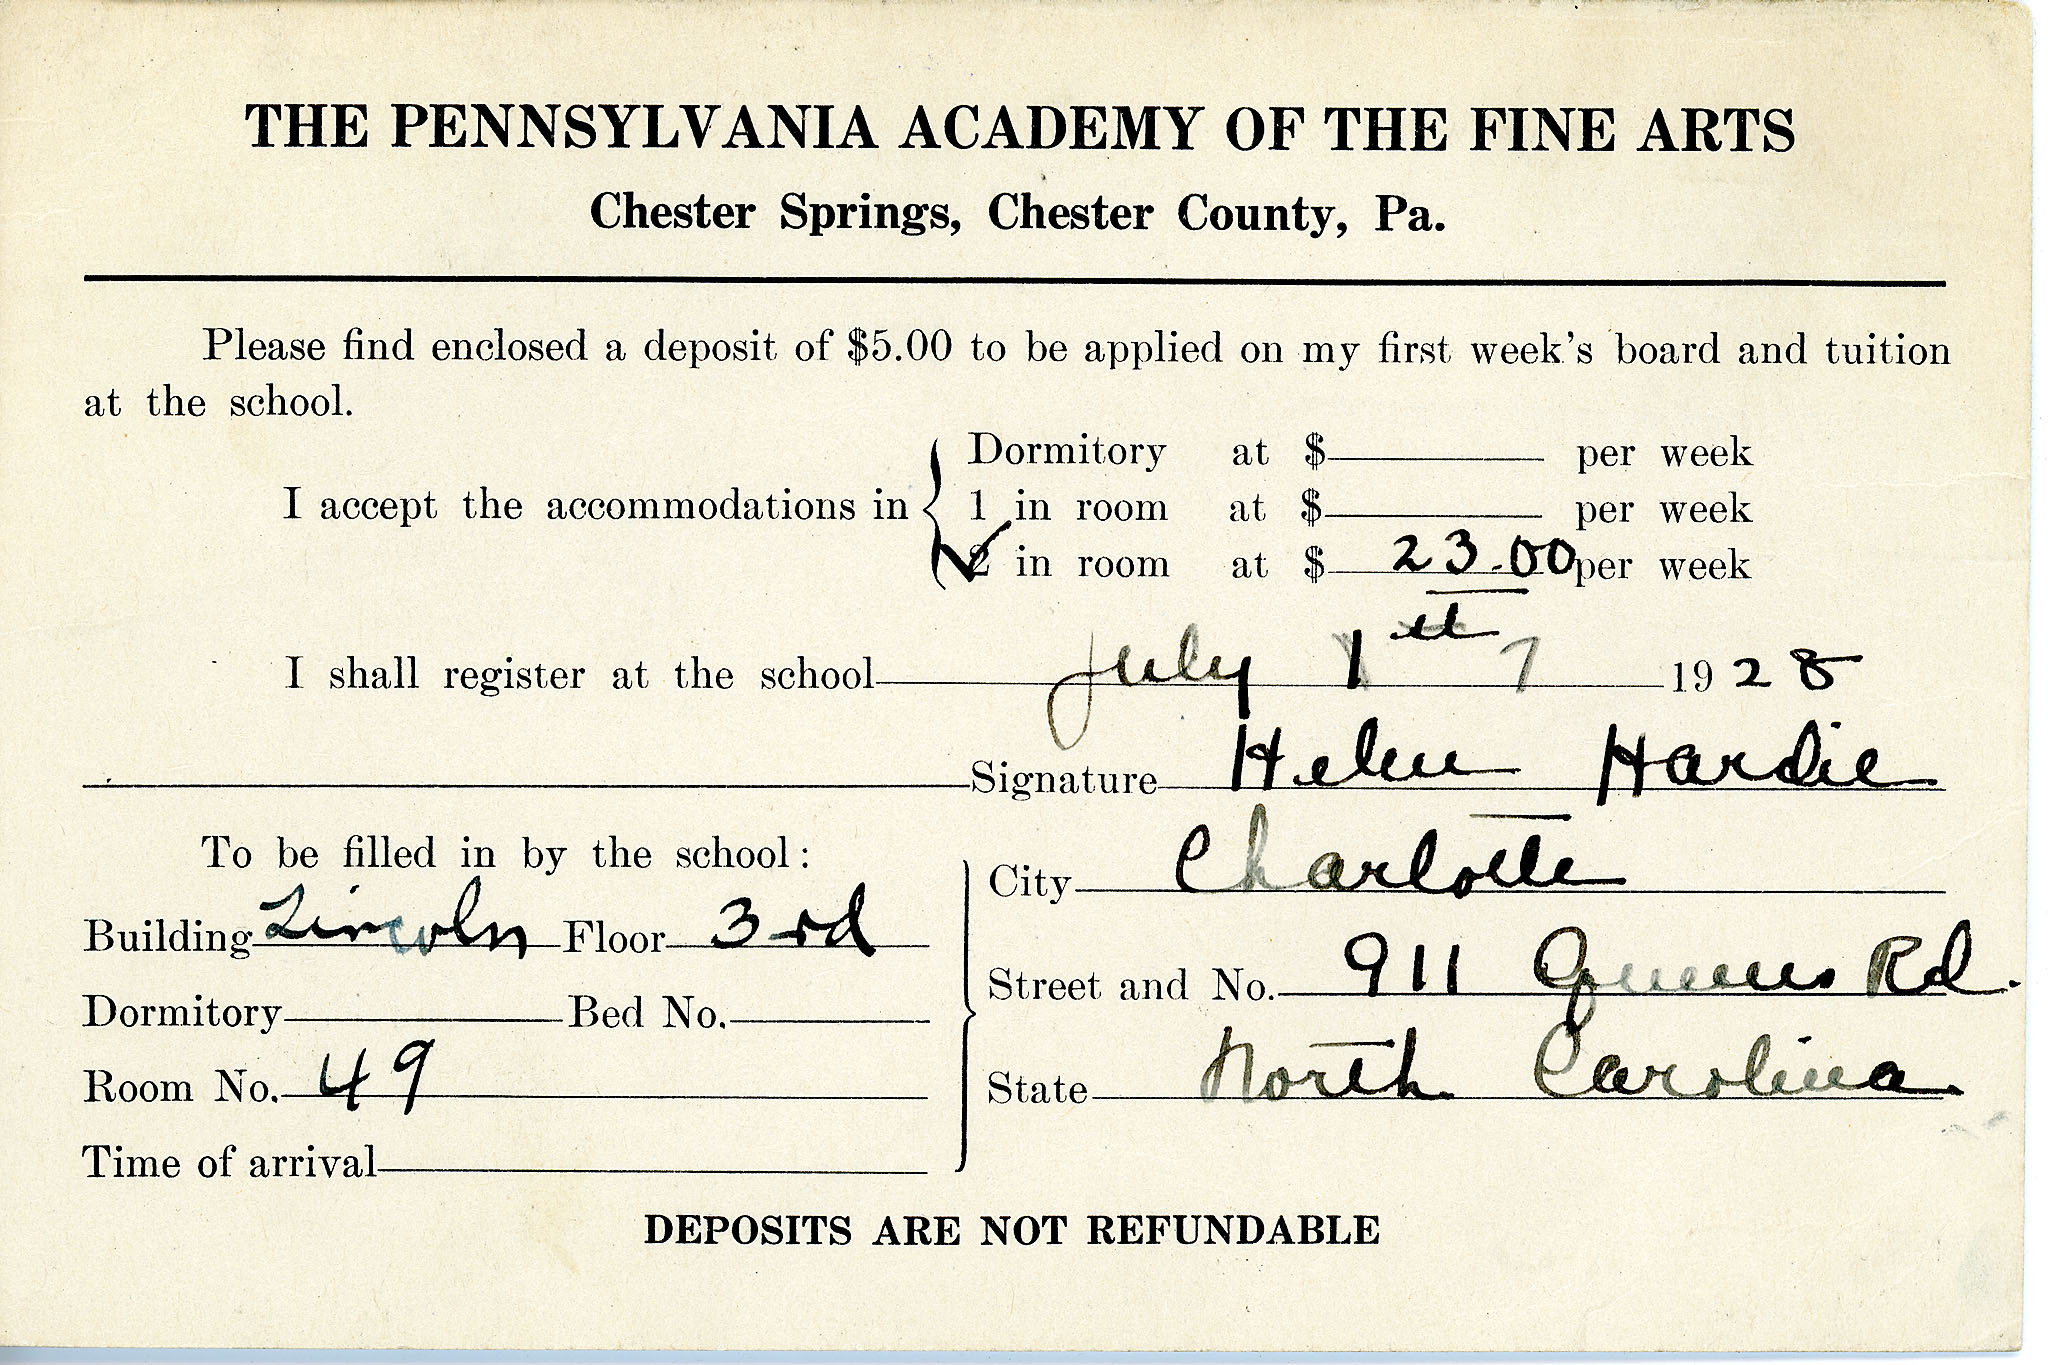 THE PENNSYLVANIA ACADEMY OF THE FINE ARTS
Chester Springs, Chester County, Pa.
Please find enclosed a deposit of $5.00 to be applied on my first week's board and tuition
at the school.
I accept the accommodations in
Dormitory at $ per week
1 in room at $ per week
✓2 in room at $ 23.00 per week
I shall register at the school July 1st 7 1928
Signature Helen Hardie
To be filled in by the school:
Building Lincoln Floor 3rd
Dormitory Bed No.
Room No. 49
Time of arrival
City Charlotte
Street and No. 911 Queens Rd.
State North Carolina.
DEPOSITS ARE NOT REFUNDABLE